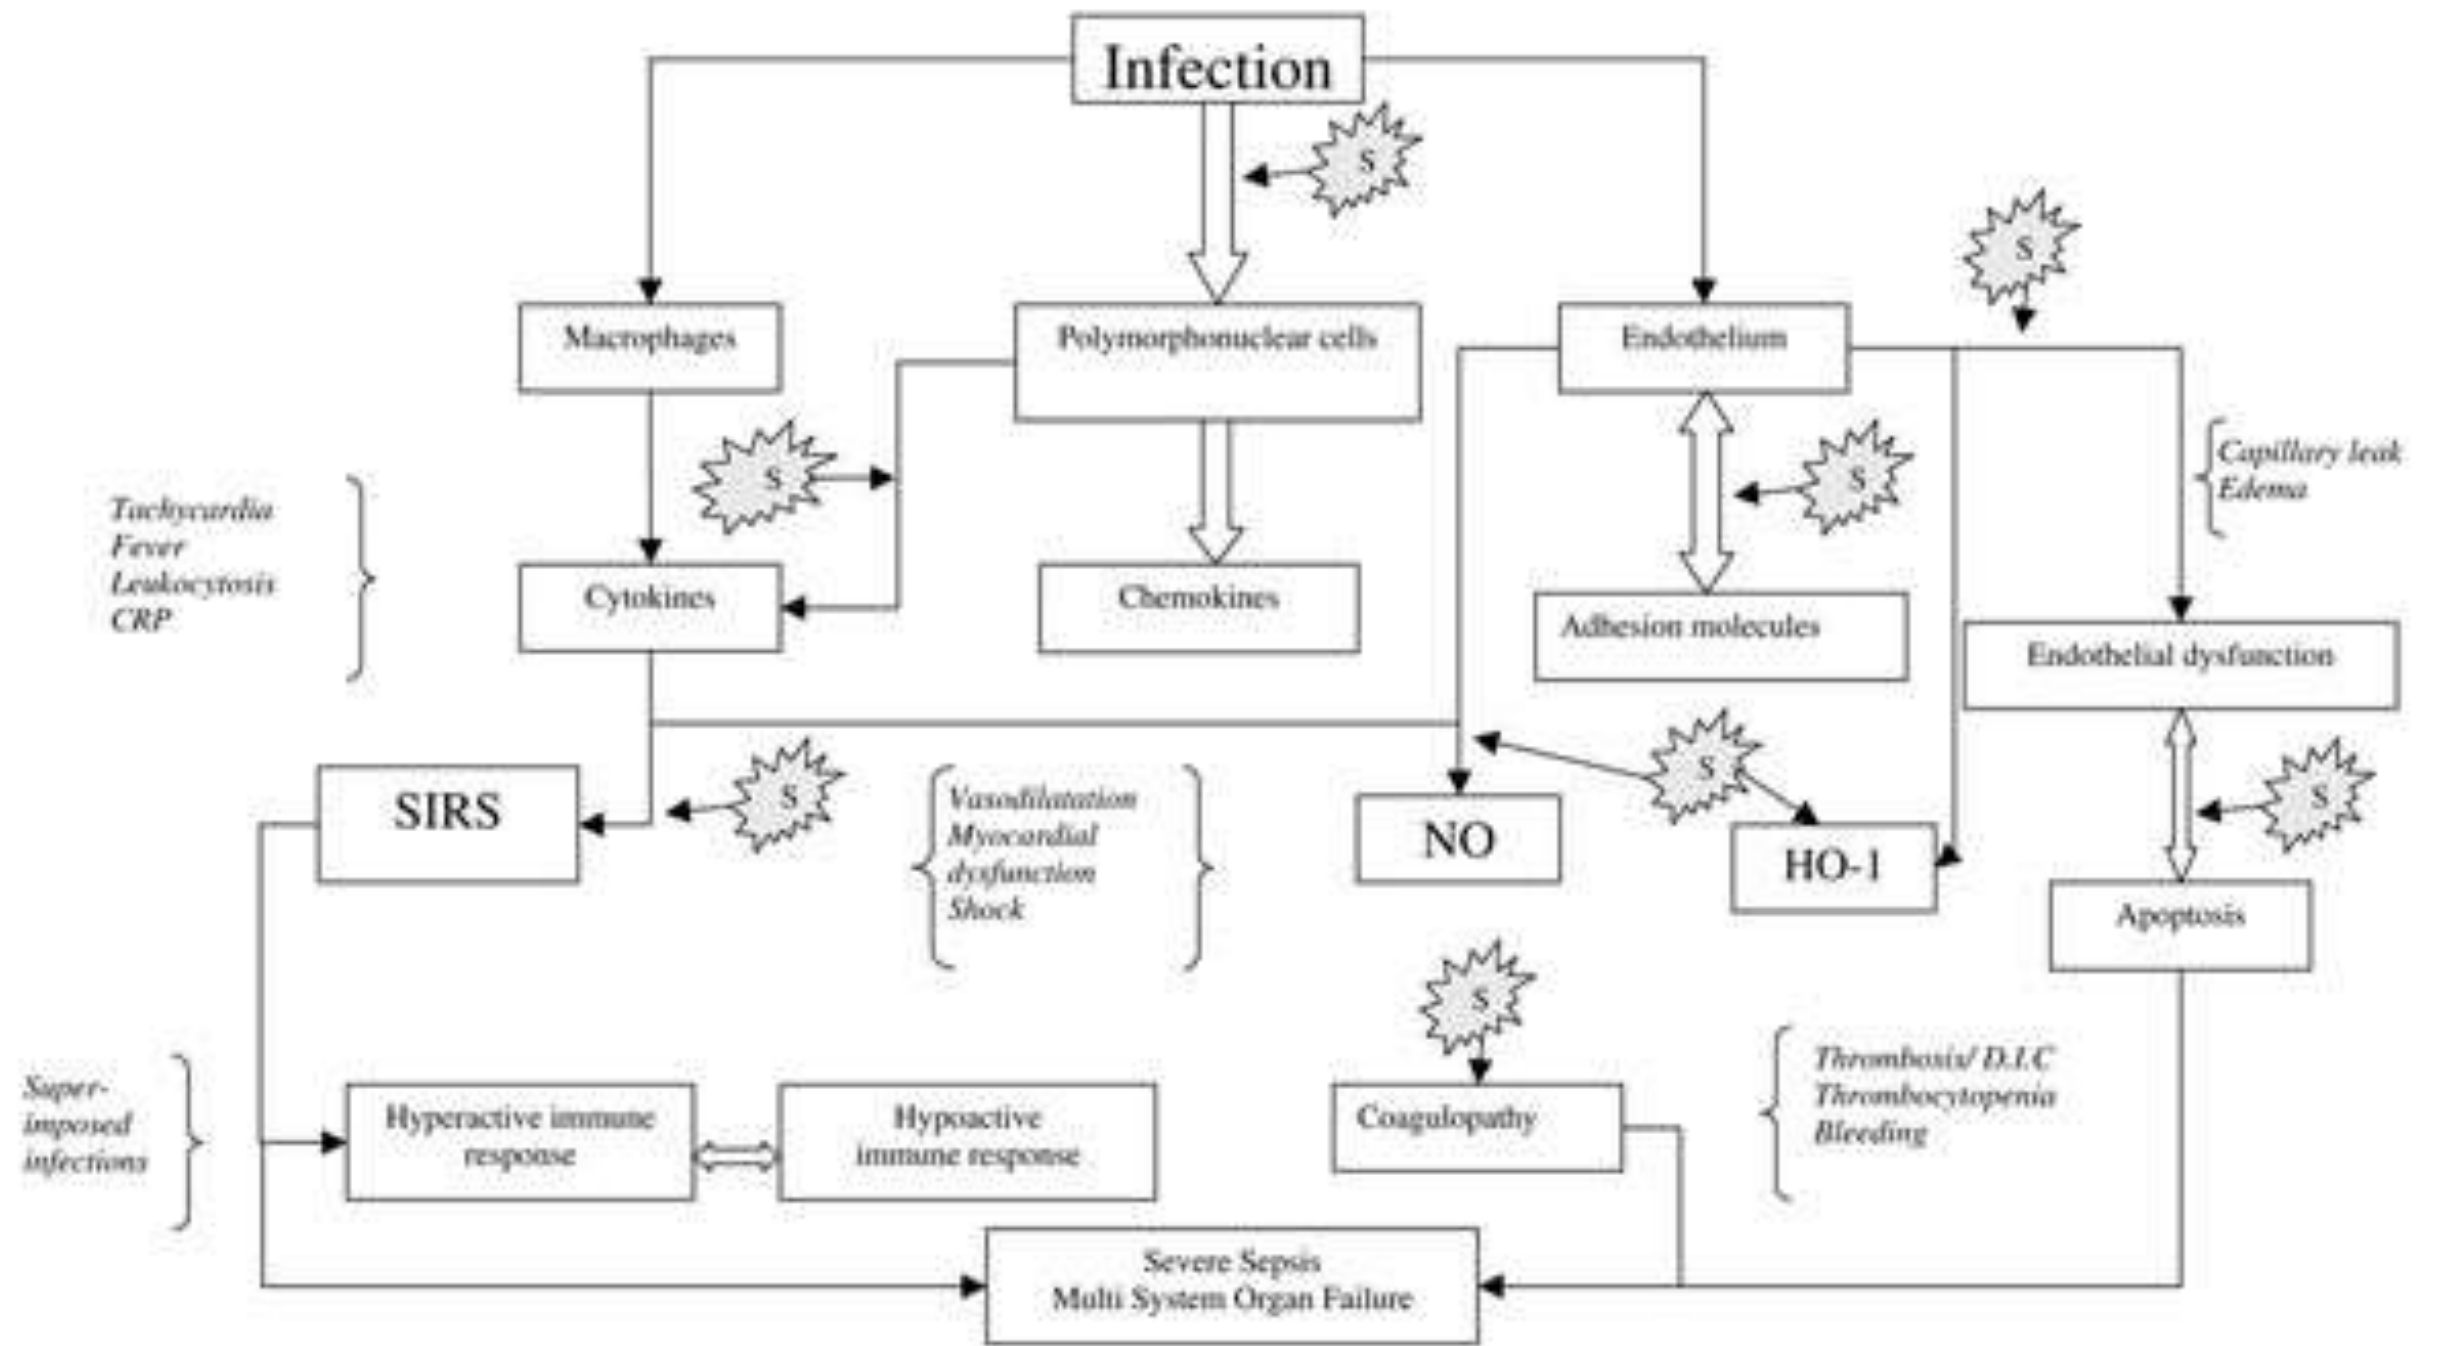 Infection
S
S
Macrophages
Polymorphonuclear cells
Endothelium
S
S
Capillary leak
Edema
Tachycardia
Fever
Leukocytosis
CRP
Cytokines
Chemokines
Adhesion molecules
Endothelial dysfunction
SIRS
S
Vasodilatation
Myocardial
dysfunction
Shock
NO
S
HO-1
S
Apoptosis
S
Super-
imposed
infections
Hyperactive immune
response
Hypoactive
immune response
Coagulopathy
Thrombosis/ D.I.C
Thrombocytopenia
Bleeding
Severe Sepsis
Multi System Organ Failure